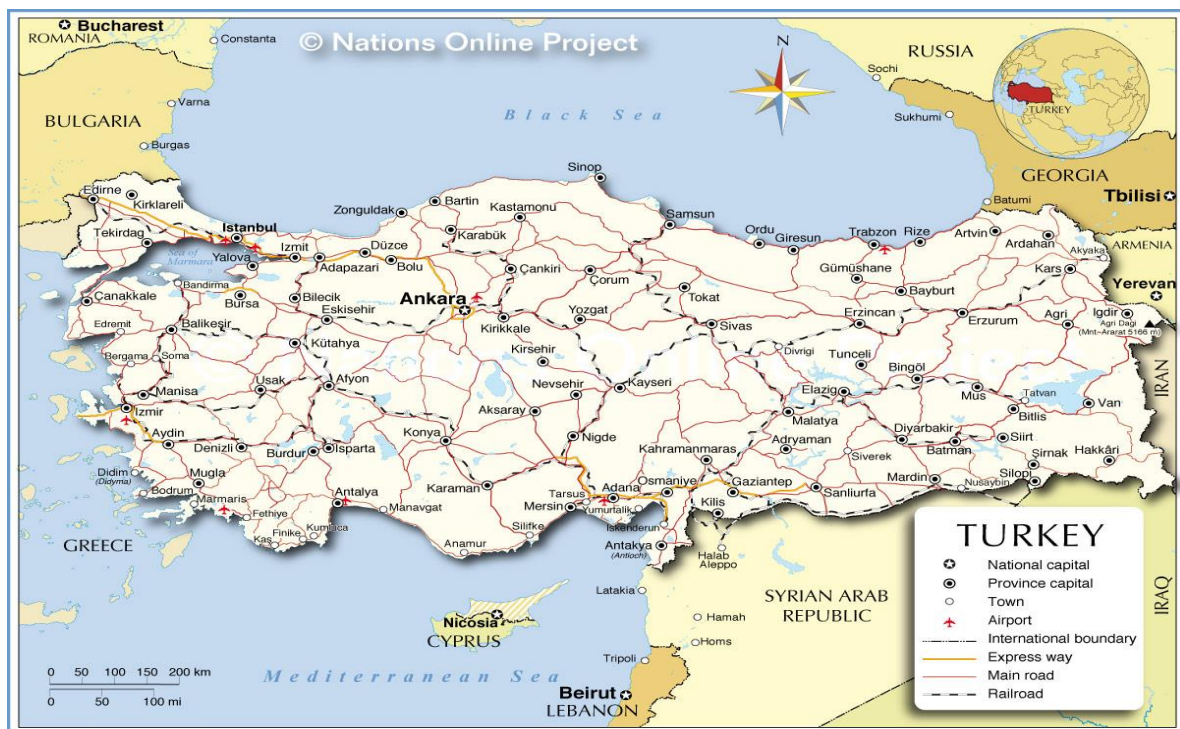 Bucharest
ROMANIA
Constanta
© Nations Online Project
N
RUSSIA
Sochi
TURKEY
Varna
Black Sea
Sukhumi
BULGARIA
Burgas
GEORGIA
Tbilisi
Batumi
Sinop
Edirne
Kirklareli
Zonguldak
Bartin
Kastamonu
Samsun
Istanbul
Tekirdag
Karabük
Ordu
Giresun
Trabzon
Rize
Artvin
Ardahan
ARMENIA
Akyaka
Sea of
Marmara
Yalova
Izmit
Adapazari
Düzce
Bolu
Çankiri
Çorum
Gümüshane
Kars
Yerevan
Bandirma
Bursa
Bilecik
Ankara
Tokat
Bayburt
Çanakkale
Eskisehir
Kirikkale
Yozgat
Sivas
Erzincan
Erzurum
Agri
Igdir
Agri Dagi
(Mnt-Ararat 5166 m)
Edremit
Balikeşir
Kütahya
Kirsehir
Divrigi
Tunceli
IRAN
Bergama
Soma
Manisa
Usak
Afyon
Nevsehir
Kayseri
Elazig
Bingöl
Mus
Tatvan
Van
Bitlis
Izmir
Aksaray
Malatya
Aydin
Denizli
Burdur
Isparta
Konya
Nigde
Adryaman
Diyarbakir
Batman
Siirt
Kahramanmaras
Siverek
Şirnak
Hakkâri
Didim
(Didyma)
Mugla
Bodrum
Marmaris
Karaman
Tarsus
Adana
Osmaniye
Gaziantep
Sanliurfa
Mardin
Nusaybin
Silopi
Antalya
Manavgat
Mersin
Yumurtalik
Kilis
Fethiye
Finike
Kumluca
Kaş
Silifke
Iskenderun
GREECE
Anamur
Antakya
(Antioch)
Halab
Aleppo
Latakia
SYRIAN ARAB
REPUBLIC
IRAQ
Nicosia
CYPRUS
Hamah
Homs
Tripoli
Mediterranean Sea
Beirut
LEBANON
0 50 100 150 200 km
0 50 100 mi
TURKEY
National capital
Province capital
Town
Airport
International boundary
Express way
Main road
Railroad